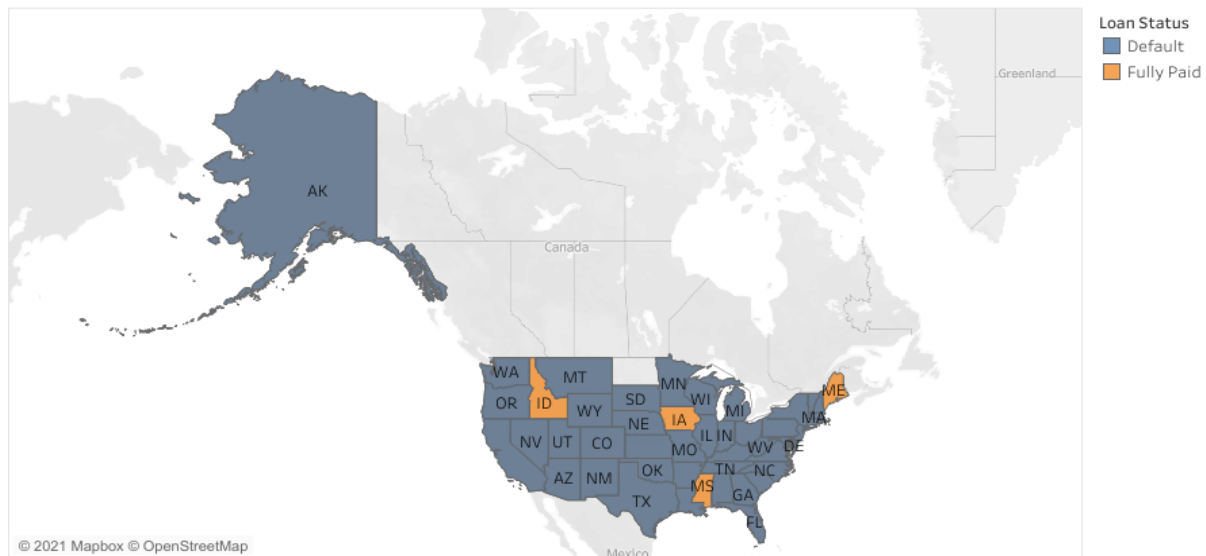 Loan Status
Default
Fully Paid
Greenland
AK
Canada
WA
MT
MN
ME
OR
ID
WY
SD
WI
MI
MA
NE
IA
NV
UT
CO
IL
IN
WV
DE
MO
AZ
NM
OK
TN
NC
TX
MS
GA
FL
Mexico
© 2021 Mapbox © OpenStreetMap